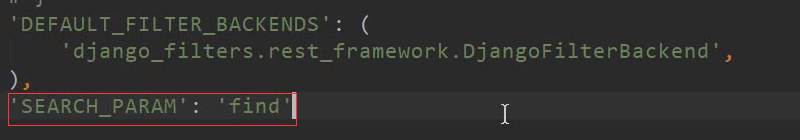 'DEFAULT_FILTER_BACKENDS': (
'django_filters.rest_framework.DjangoFilterBackend',
),
'SEARCH_PARAM': 'find'